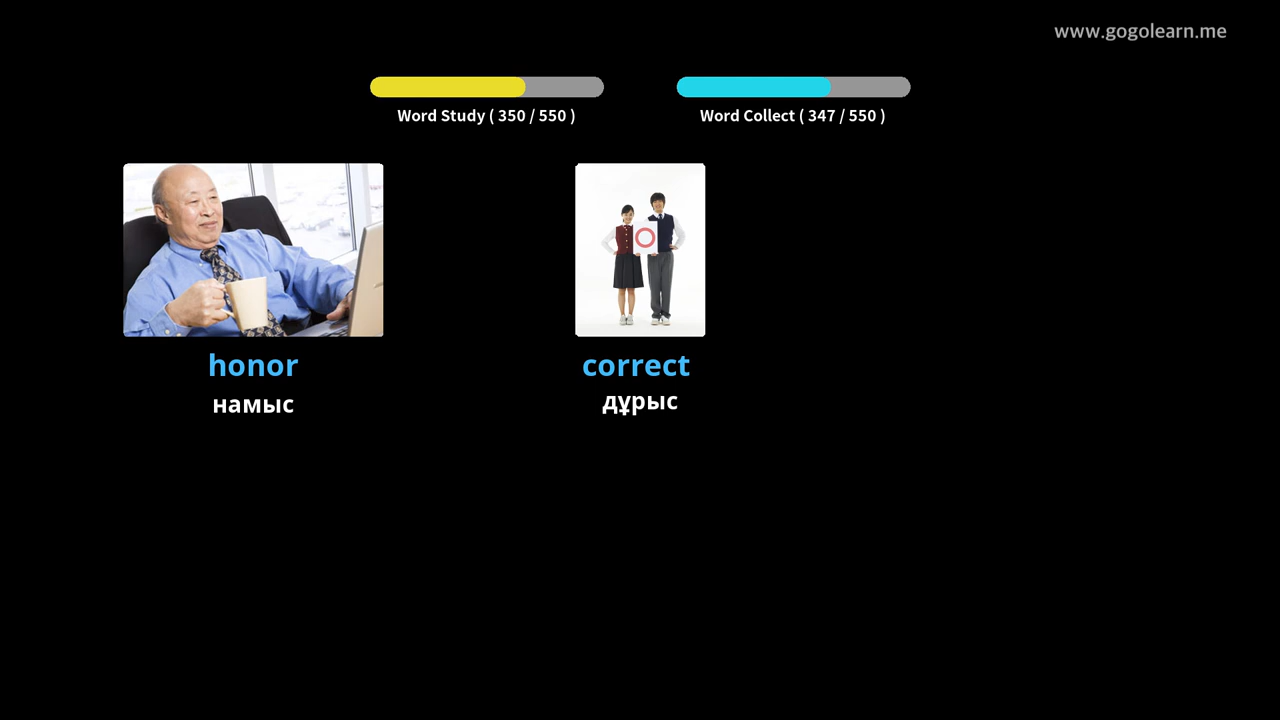 www.gogolearn.me
Word Study ( 350 / 550 )
Word Collect ( 347 / 550 )
honor
намыс
correct
дұрыс